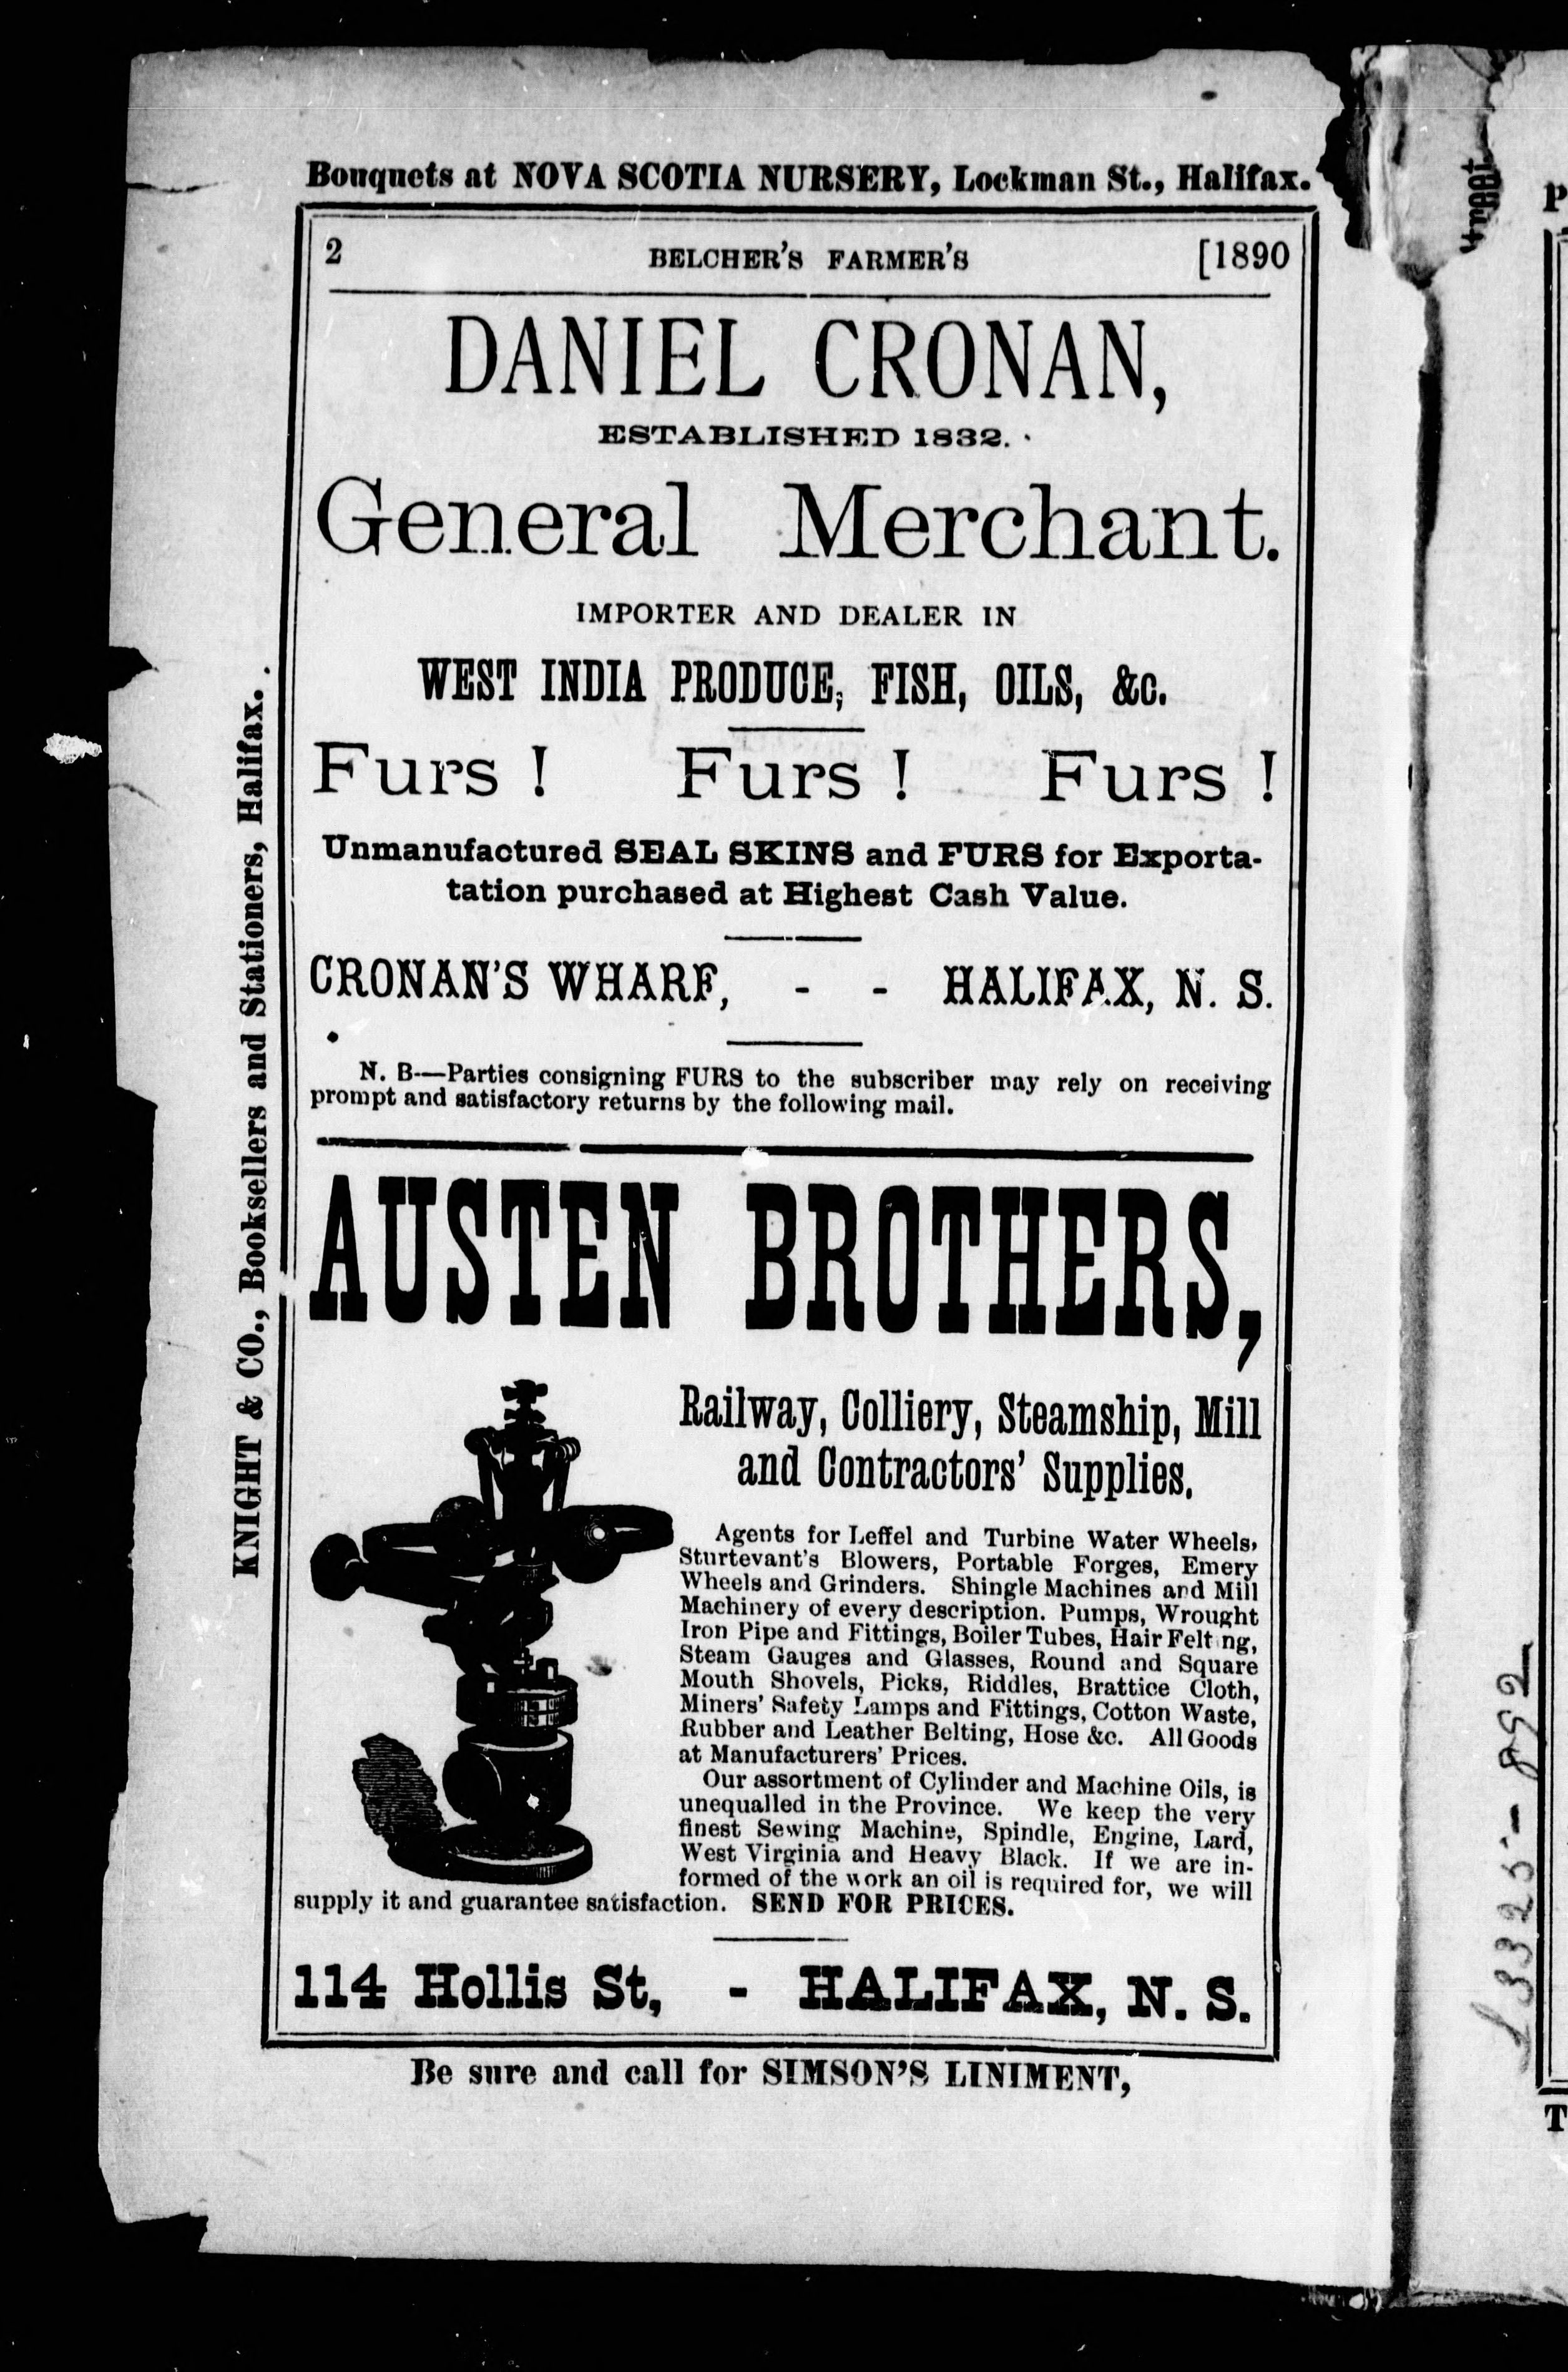 Bouquets at NOVA SCOTIA NURSERY, Lockman St., Halifax.
2 BELCHER'S FARMER'S [1890
DANIEL CRONAN,
ESTABLISHED 1832.
General Merchant.
IMPORTER AND DEALER IN
WEST INDIA PRODUCE, FISH, OILS, &c.
Furs! Furs! Furs!
Unmanufactured SEAL SKINS and FURS for Exporta-
tation purchased at Highest Cash Value.
CRONAN'S WHARF, - - HALIFAX, N. S.
N. B—Parties consigning FURS to the subscriber may rely on receiving
prompt and satisfactory returns by the following mail.
AUSTEN BROTHERS,
Railway, Colliery, Steamship, Mill
and Contractors' Supplies.
Agents for Leffel and Turbine Water Wheels,
Sturtevant's Blowers, Portable Forges, Emery
Wheels and Grinders. Shingle Machines and Mill
Machinery of every description. Pumps, Wrought
Iron Pipe and Fittings, Boiler Tubes, Hair Felting,
Steam Gauges and Glasses, Round and Square
Mouth Shovels, Picks, Riddles, Brattice Cloth,
Miners' Safety Lamps and Fittings, Cotton Waste,
Rubber and Leather Belting, Hose &c. All Goods
at Manufacturers' Prices.
Our assortment of Cylinder and Machine Oils, is
unequalled in the Province. We keep the very
finest Sewing Machine, Spindle, Engine, Lard,
West Virginia and Heavy Black. If we are in-
formed of the work an oil is required for, we will
supply it and guarantee satisfaction. SEND FOR PRICES.
114 Hollis St, - HALIFAX, N. S.
Be sure and call for SIMSON'S LINIMENT,
KNIGHT & CO., Booksellers and Stationers, Halifax.
P
T